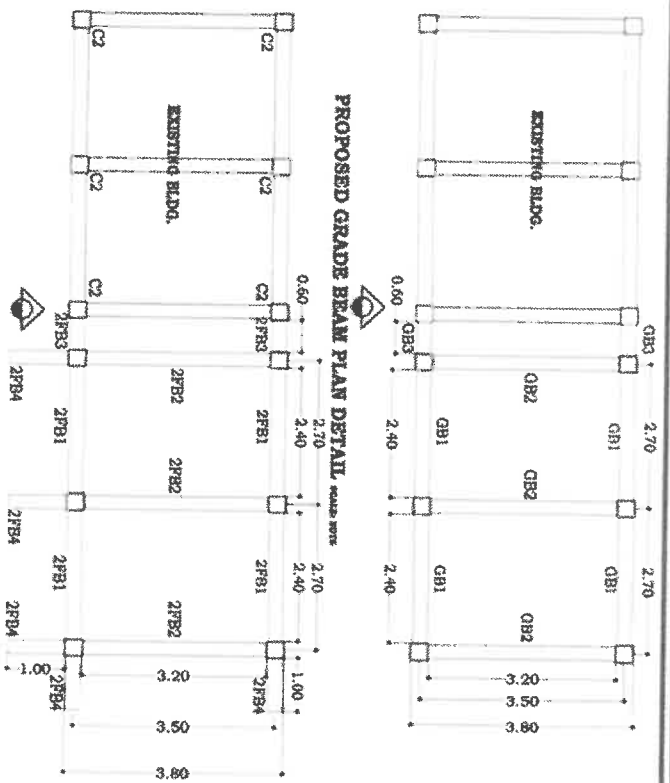 EXISTING BLDG.
0.60
GB3
GB3
GB2
GB1
GB1
2.70
2.40
GB2
GB1
GB1
2.70
2.40
GB2
3.20
3.50
3.80
PROPOSED GRADE BEAM PLAN DETAIL
C2
C2
EXISTING BLDG.
C2
C2
C2
C2
0.60
2FB3
2FB3
2FB4
2FB2
2FB1
2FB1
2.40
2.70
2FB4
2FB2
2FB1
2FB1
2.40
2.70
2FB4
2FB2
2FB4
2FB4
1.00
1.00
3.20
3.50
3.80